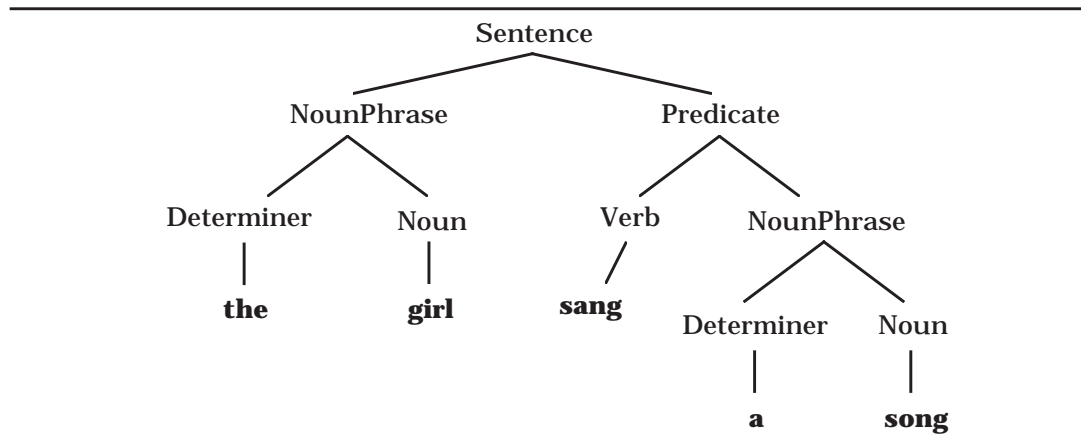 Sentence
NounPhrase Predicate
Determiner Noun Verb NounPhrase
the girl sang
Determiner Noun
a song